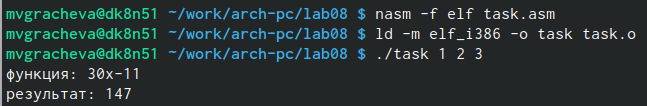 mvgracheva@dk8n51 ~/work/arch-pc/lab08 $ nasm -f elf task.asm
mvgracheva@dk8n51 ~/work/arch-pc/lab08 $ ld -m elf_i386 -o task task.o
mvgracheva@dk8n51 ~/work/arch-pc/lab08 $ ./task 1 2 3
функция: 30x-11
результат: 147